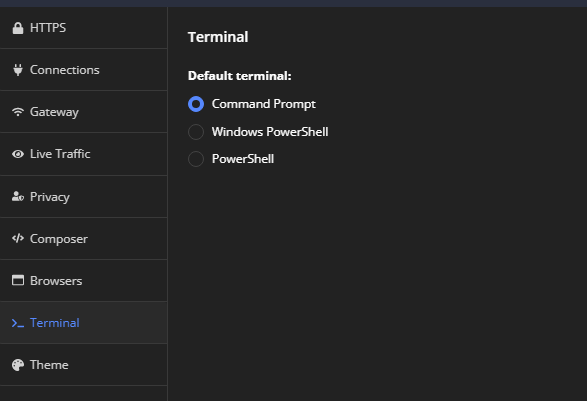 HTTPS
Connections
Gateway
Live Traffic
Privacy
Composer
Browsers
Terminal
Theme
Terminal
Default terminal:
Command Prompt
Windows PowerShell
PowerShell